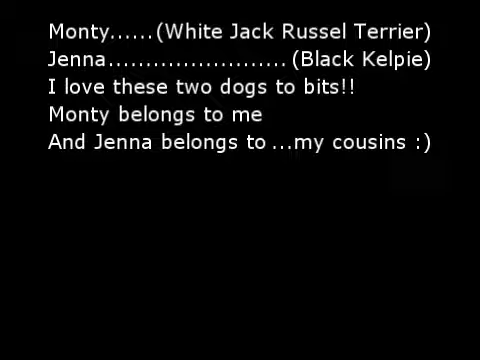 Monty......(White Jack Russel Terrier)
Jenna........................(Black Kelpie)
I love these two dogs to bits!!
Monty belongs to me
And Jenna belongs to ...my cousins :)